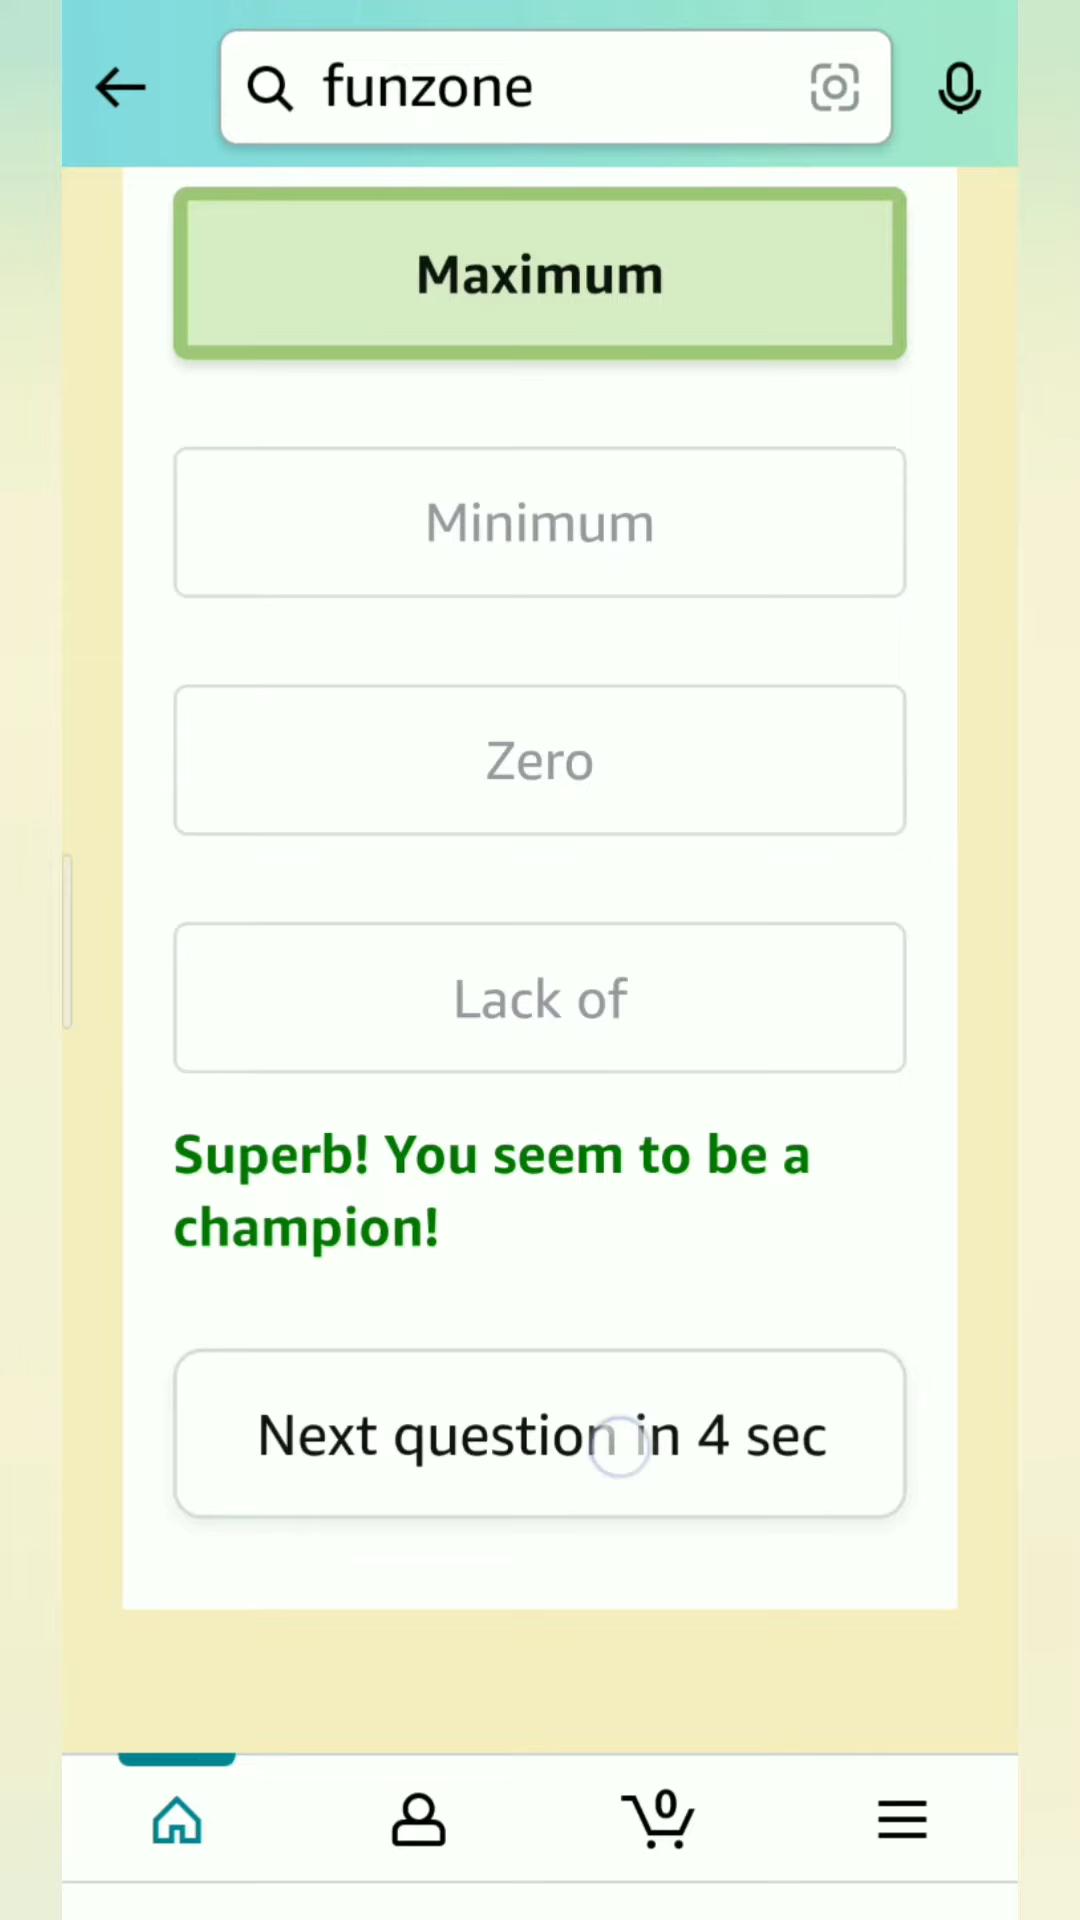 funzone
Maximum
Minimum
Zero
Lack of
Superb! You seem to be a
champion!
Next question in 4 sec
0